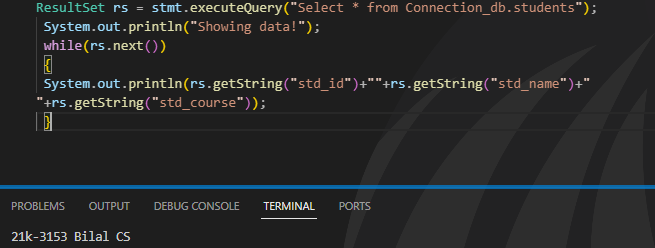 ResultSet rs = stmt.executeQuery("Select * from Connection_db.students");
System.out.println("Showing data!");
while(rs.next())
{
System.out.println(rs.getString("std_id")+""+rs.getString("std_name")+"
"+rs.getString("std_course"));
}
PROBLEMS OUTPUT DEBUG CONSOLE TERMINAL PORTS
21k-3153 Bilal CS